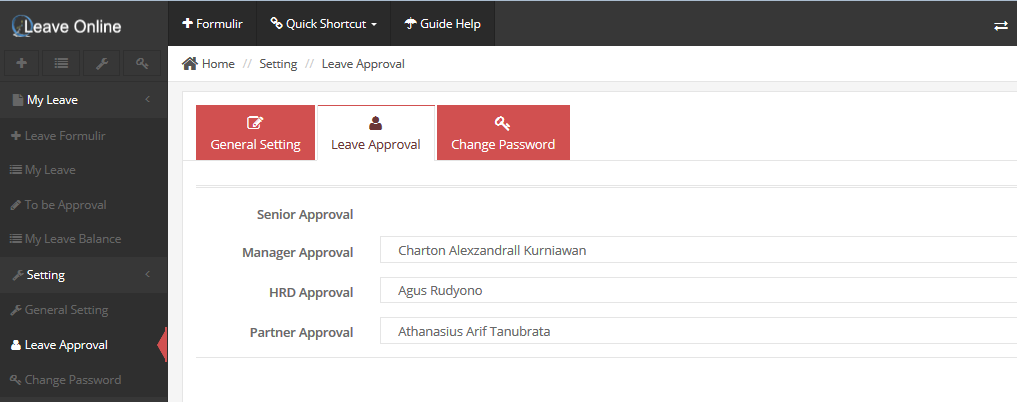 Leave Online
Formulir
Quick Shortcut
Guide Help
Home // Setting // Leave Approval
My Leave
Leave Formulir
My Leave
To be Approval
My Leave Balance
Setting
General Setting
Leave Approval
Change Password
General Setting
Leave Approval
Change Password
Senior Approval
Manager Approval Charton Alexzandrall Kurniawan
HRD Approval Agus Rudyono
Partner Approval Athanasius Arif Tanubrata